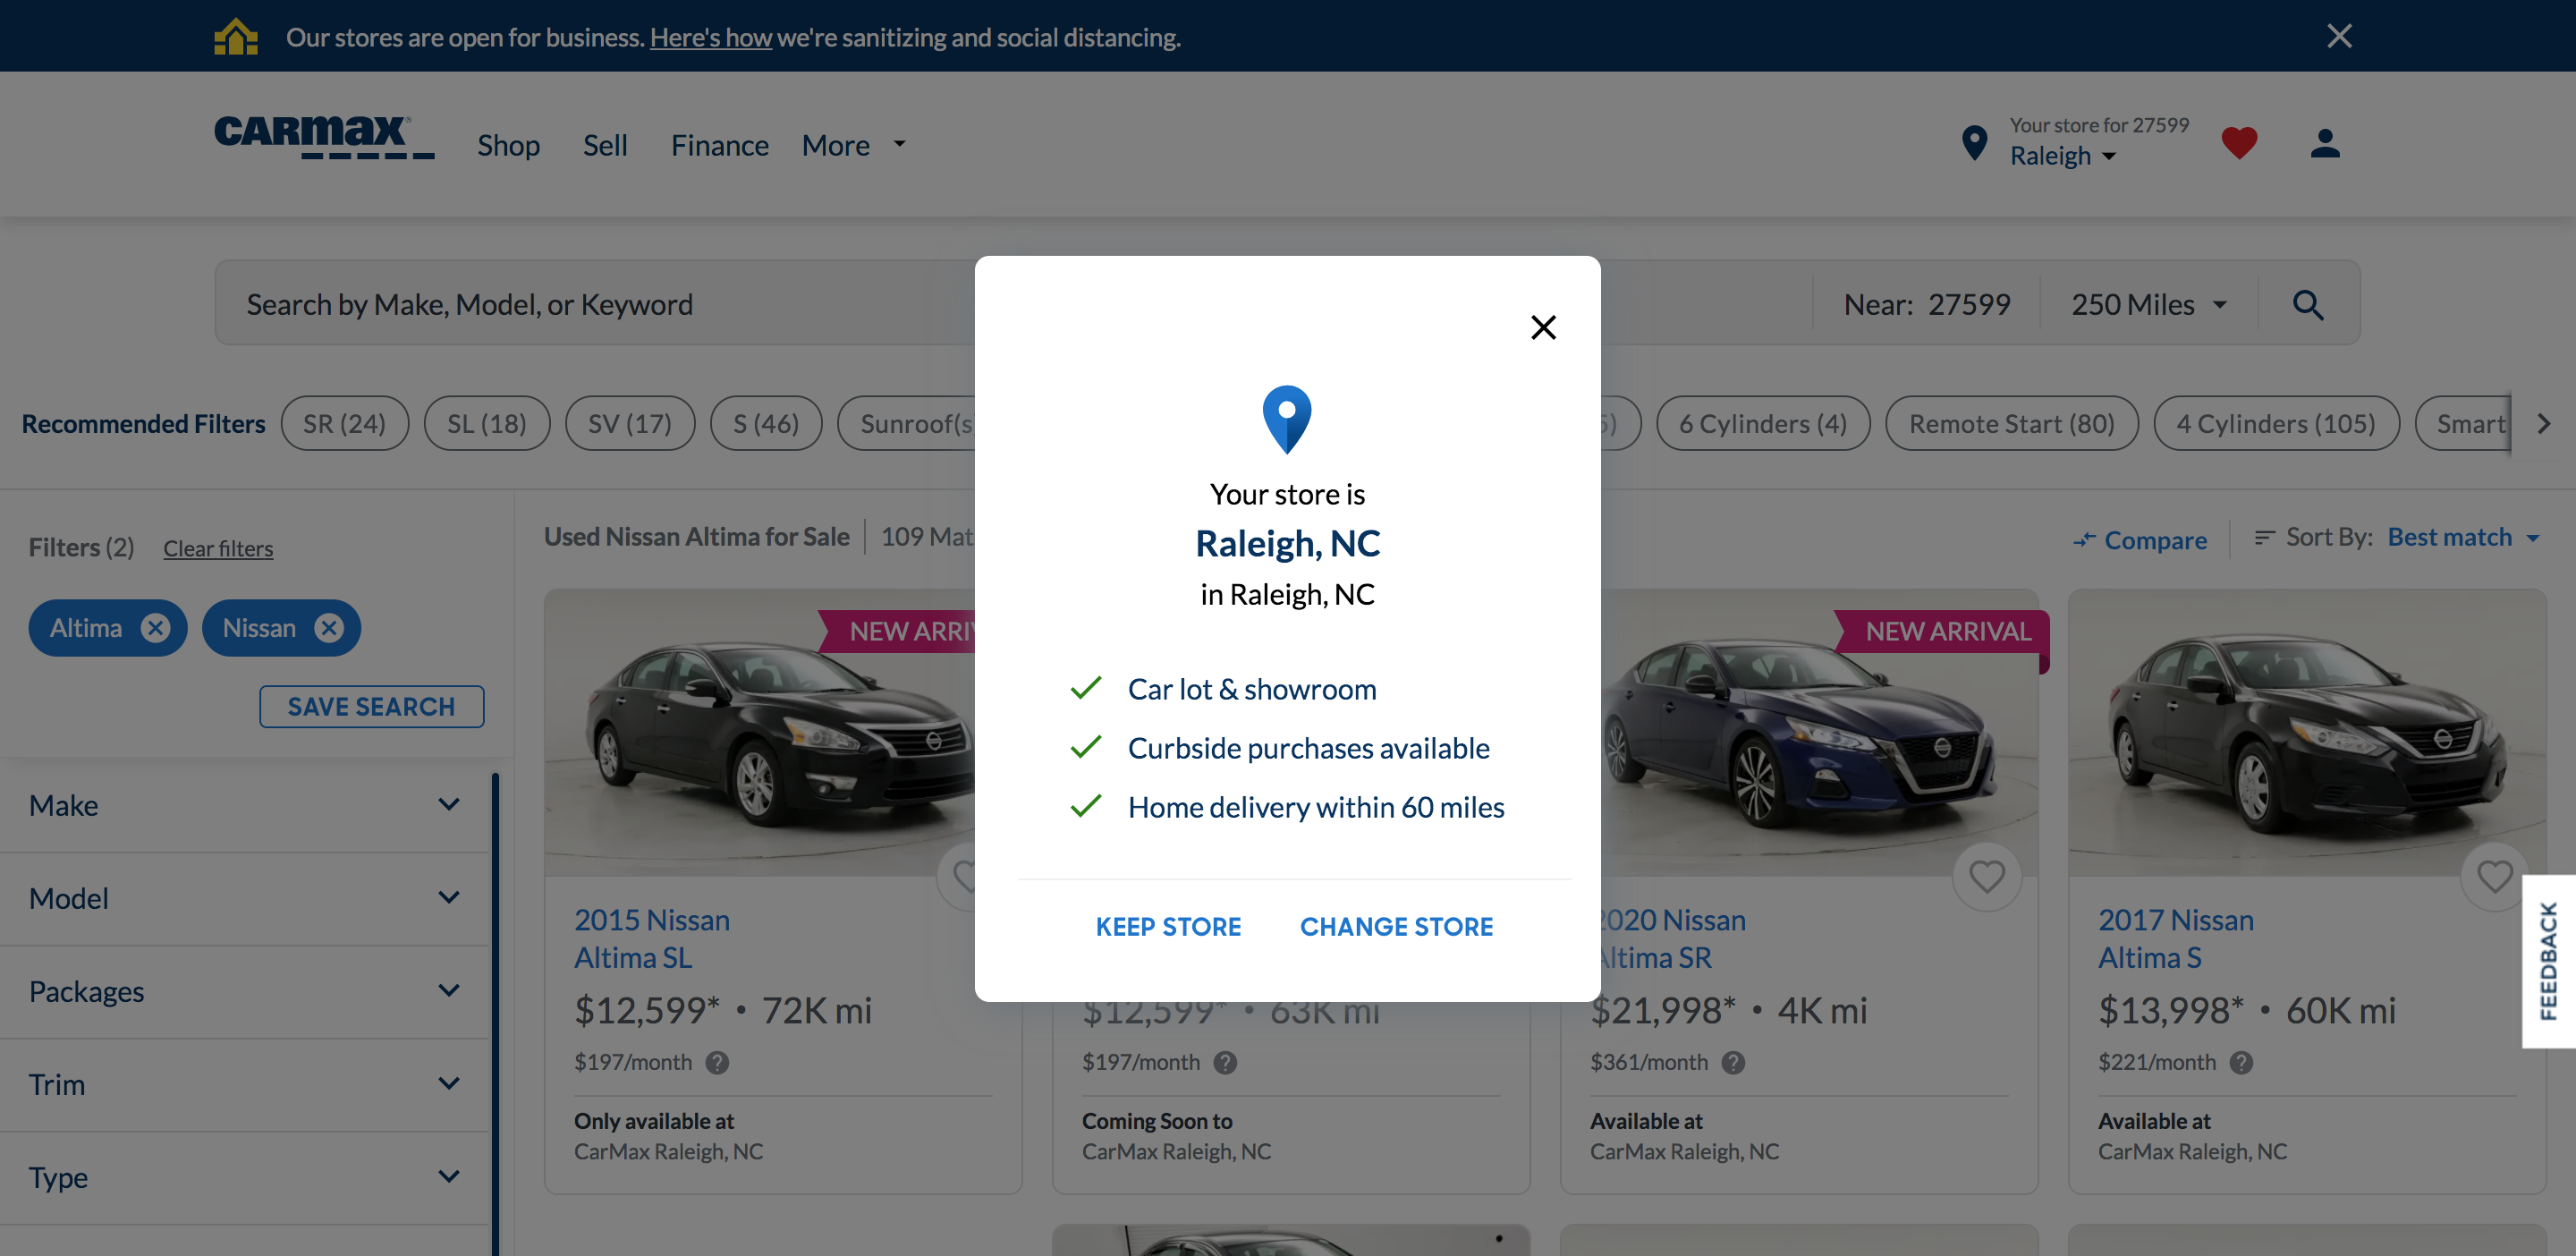 Our stores are open for business. Here's how we're sanitizing and social distancing.
CARMAX
Shop
Sell
Finance
More
Your store for 27599
Raleigh
Search by Make, Model, or Keyword
Near: 27599
250 Miles
Recommended Filters
SR (24)
SL (18)
SV (17)
S (46)
Sunroof(s
6 Cylinders (4)
Remote Start (80)
4 Cylinders (105)
Smart
Your store is
Raleigh, NC
in Raleigh, NC
Car lot & showroom
Curbside purchases available
Home delivery within 60 miles
KEEP STORE
CHANGE STORE
Filters (2)
Clear filters
Altima
Nissan
SAVE SEARCH
Make
Model
Packages
Trim
Type
Used Nissan Altima for Sale
109 Mat
Compare
Sort By: Best match
NEW ARRIV
2015 Nissan
Altima SL
$12,599* • 72K mi
$197/month
Only available at
CarMax Raleigh, NC
$12,599* • 63K mi
$197/month
Coming Soon to
CarMax Raleigh, NC
NEW ARRIVAL
2020 Nissan
Altima SR
$21,998* • 4K mi
$361/month
Available at
CarMax Raleigh, NC
2017 Nissan
Altima S
$13,998* • 60K mi
$221/month
Available at
CarMax Raleigh, NC
FEEDBACK